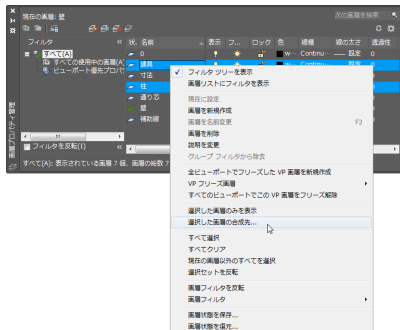 現在の画層: 壁
次の画層を検索
フィルタ
状. 名前 表示 フ... ロック 色 線種 線の太さ 透過性
すべて(A)
0 w... Continu... 設定 0
すべての使用中の画層(A)
建具
ビューポート優先プロパ
寸法
柱
通り芯
壁
補助線
フィルタを反転(I)
すべて(A): 表示されている画層 7 個、画層の総数 7
画層プロパティ管理
フィルタ ツリーを表示
画層リストにフィルタを表示
現在に設定
画層を新規作成
画層を名前変更 F2
画層を削除
説明を変更
グループ フィルタから除去
全ビューポートでフリーズした VP 画層を新規作成
VP フリーズ画層
すべてのビューポートでこの VP 画層をフリーズ解除
選択した画層のみを表示
選択した画層の合成先...
すべて選択
すべてクリア
現在の画層以外のすべてを選択
選択セットを反転
画層フィルタを反転
画層フィルタ
画層状態を保存...
画層状態を復元...